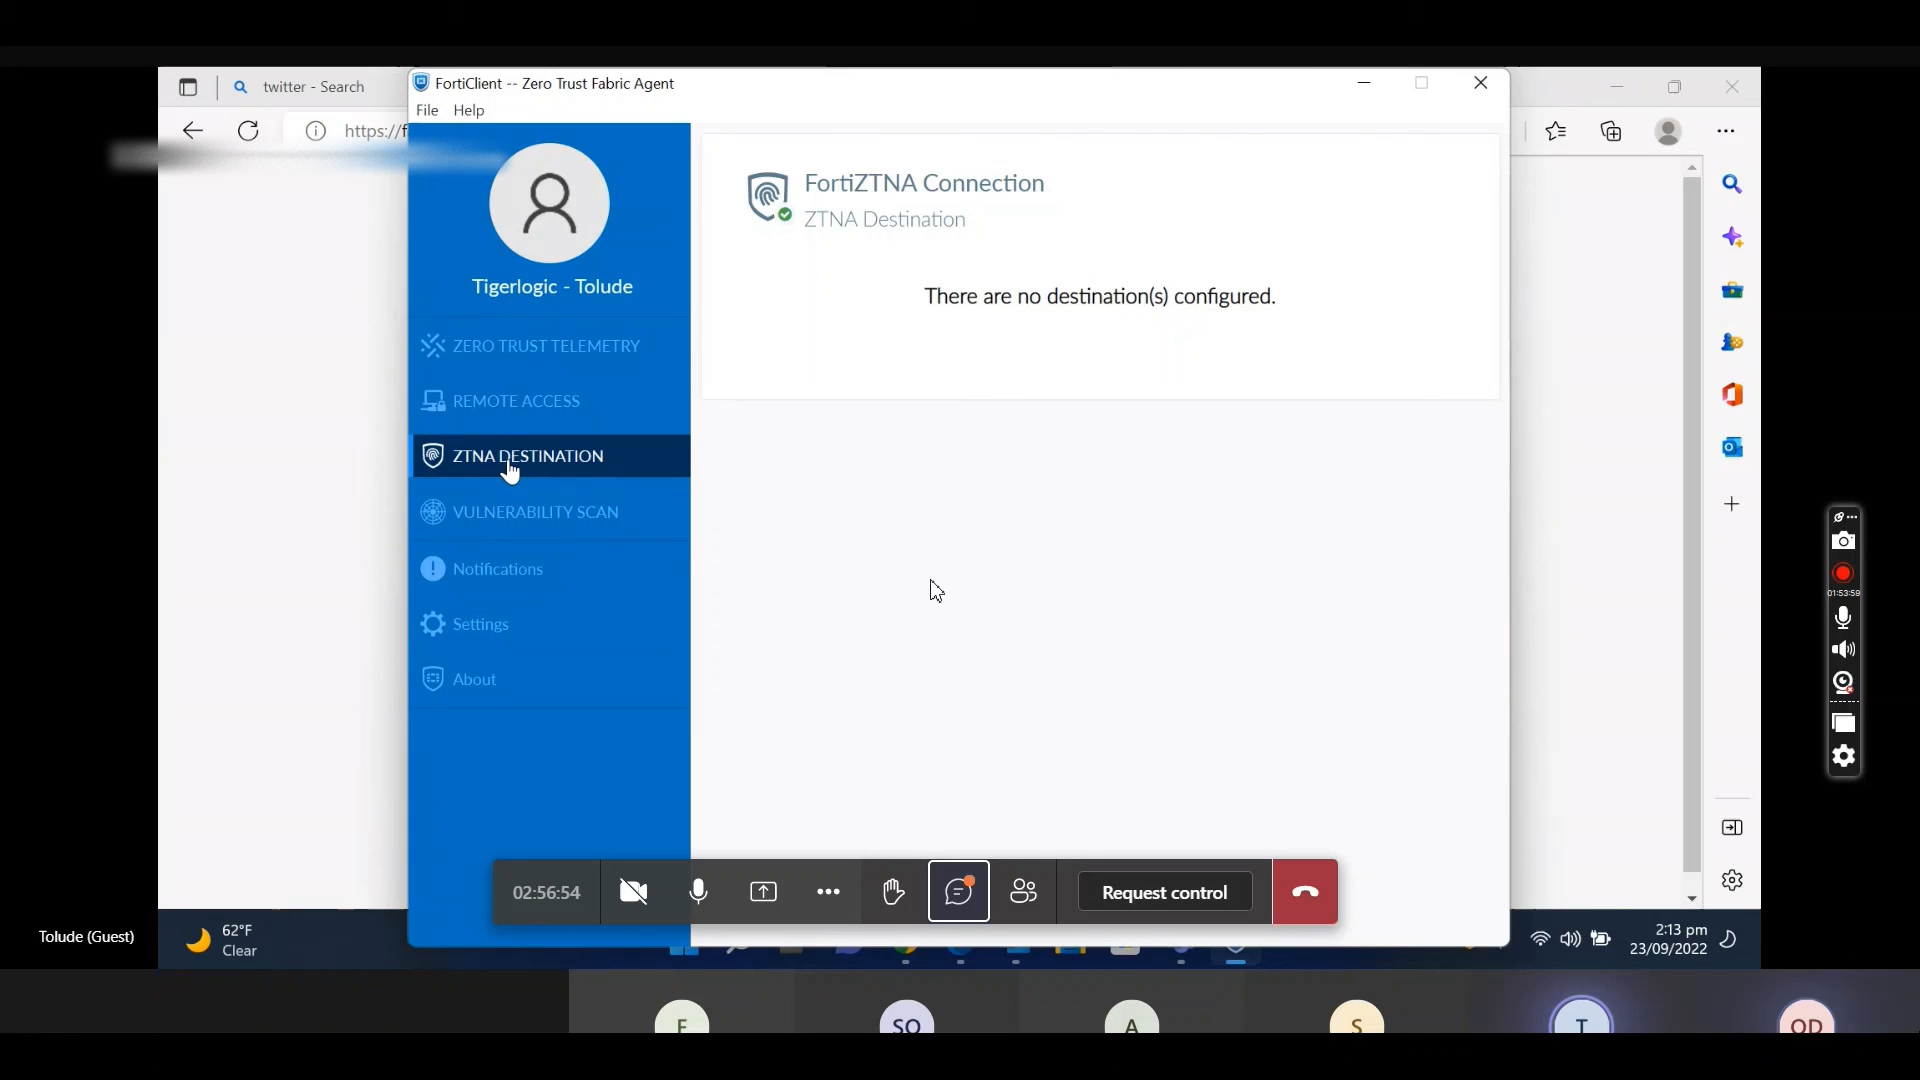 twitter - Search
FortiClient -- Zero Trust Fabric Agent
File Help
https://f
FortiZTNA Connection
ZTNA Destination
Tigerlogic - Tolude
There are no destination(s) configured.
ZERO TRUST TELEMETRY
REMOTE ACCESS
ZTNA DESTINATION
VULNERABILITY SCAN
Notifications
Settings
About
01:53:59
02:56:54
Request control
Tolude (Guest)
62°F
Clear
2:13 pm
23/09/2022
F
SO
A
S
T
OD